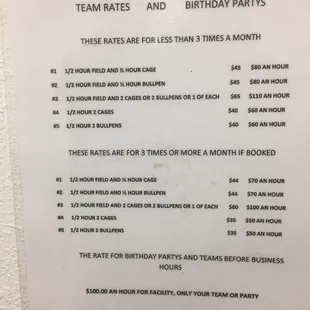 TEAM RATES AND BIRTHDAY PARTYS
THESE RATES ARE FOR LESS THAN 3 TIMES A MONTH
#1 1/2 HOUR FIELD AND ½ HOUR CAGE $45 $80 AN HOUR
#2 1/2 HOUR FIELD AND ½ HOUR BULLPEN $45 $80 AN HOUR
#3 1/2 HOUR FIELD AND 2 CAGES OR 2 BULLPENS OR 1 OF EACH $65 $110 AN HOUR
#4 1/2 HOUR 2 CAGES $40 $60 AN HOUR
#5 1/2 HOUR 2 BULLPENS $40 $60 AN HOUR
THESE RATES ARE FOR 3 TIMES OR MORE A MONTH IF BOOKED
#1 1/2 HOUR FIELD AND ½ HOUR CAGE $44 $70 AN HOUR
#2 1/2 HOUR FIELD AND ½ HOUR BULLPEN $44 $70 AN HOUR
#3 1/2 HOUR FIELD AND 2 CAGES OR 2 BULLPENS OR 1 OF EACH $60 $100 AN HOUR
#4 1/2 HOUR 2 CAGES $35 $50 AN HOUR
#5 1/2 HOUR 2 BULLPENS $35 $50 AN HOUR
THE RATE FOR BIRTHDAY PARTYS AND TEAMS BEFORE BUSINESS
HOURS
$100.00 AN HOUR FOR FACILITY, ONLY YOUR TEAM OR PARTY